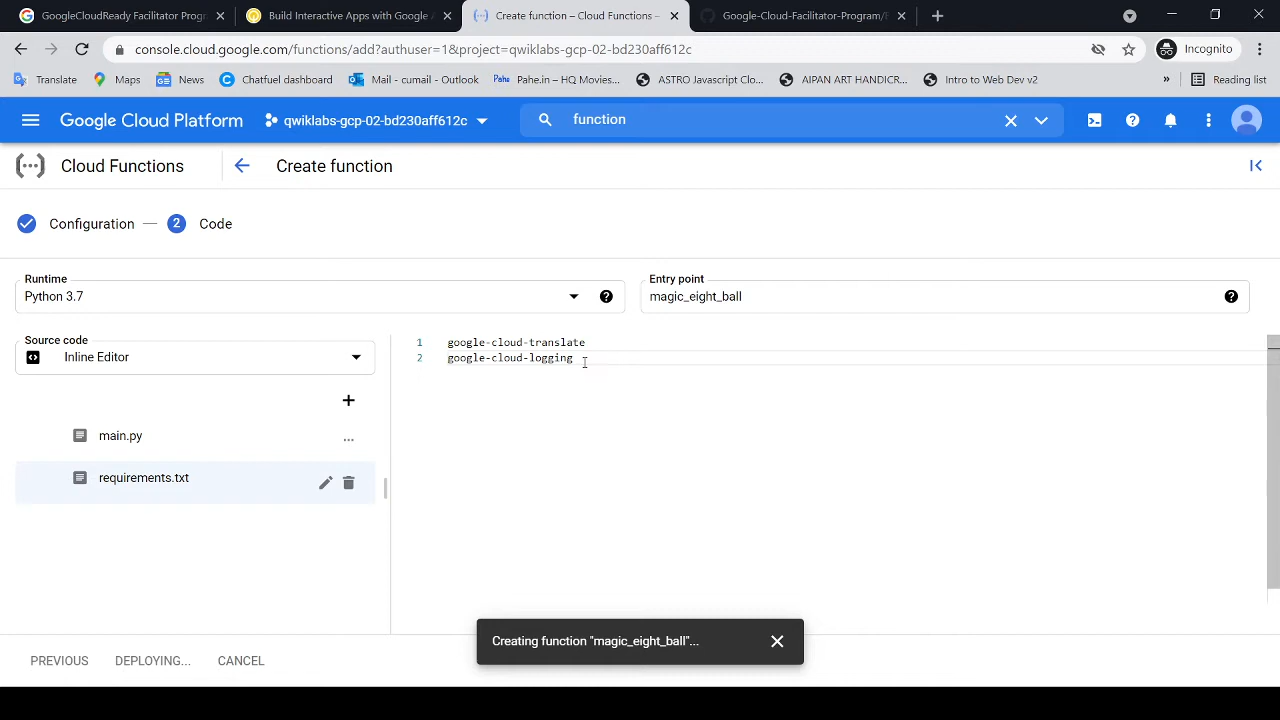 GoogleCloudReady Facilitator Progr
Build Interactive Apps with Google A
Create function – Cloud Functions –
Google-Cloud-Facilitator-Program/B
console.cloud.google.com/functions/add?authuser=1&project=qwiklabs-gcp-02-bd230aff612c
Incognito
Translate
Maps
News
Chatfuel dashboard
Mail - cumail - Outlook
Pahe.in – HQ Movies...
ASTRO Javascript Clo...
AIPAN ART HANDICR...
Intro to Web Dev v2
»
Reading list
Google Cloud Platform
qwiklabs-gcp-02-bd230aff612c
function
Cloud Functions
Create function
Configuration
2 Code
Runtime
Python 3.7
Entry point
magic_eight_ball
Source code
Inline Editor
main.py
...
requirements.txt
1 google-cloud-translate
2 google-cloud-logging
Creating function "magic_eight_ball"...
PREVIOUS
DEPLOYING...
CANCEL